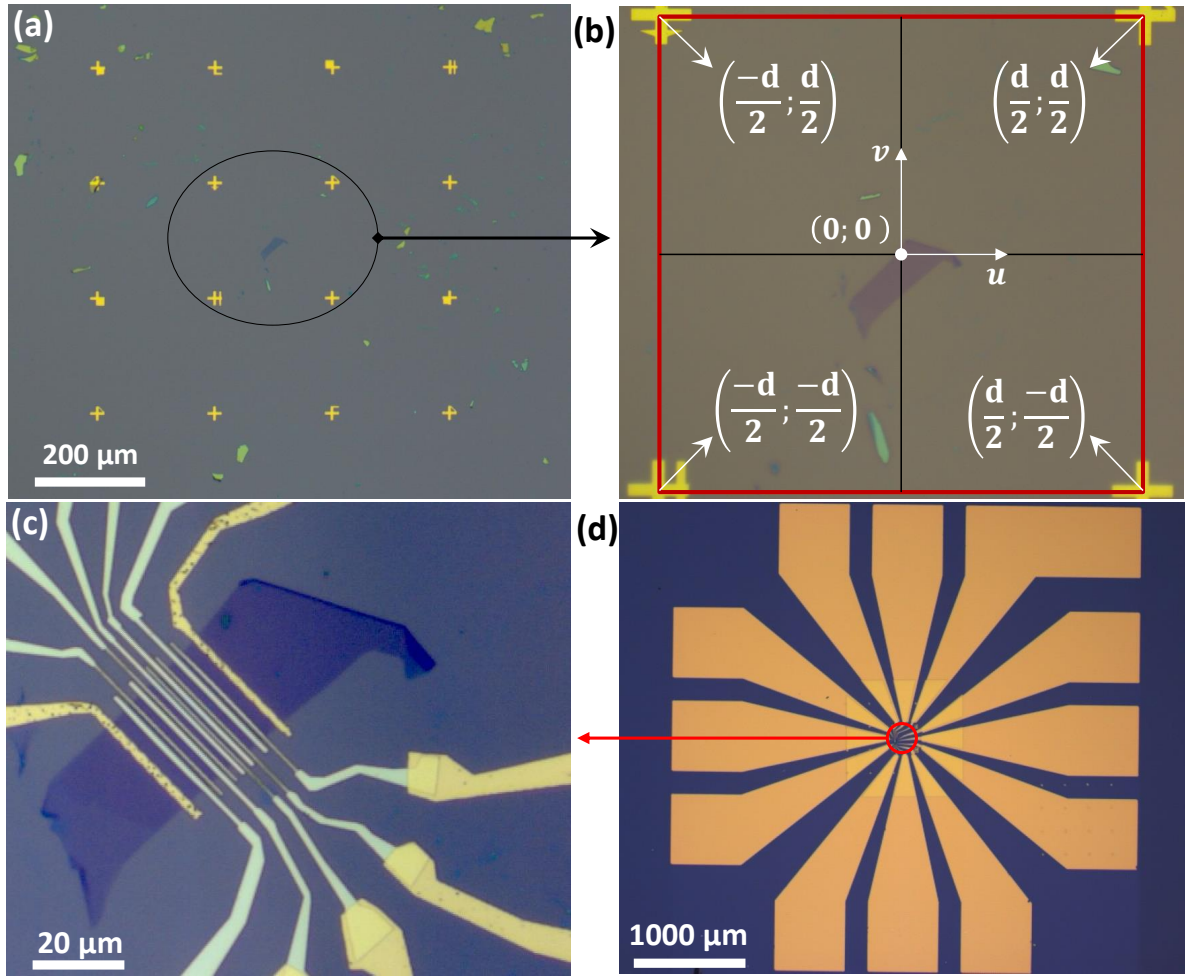 (a)
200 µm
(b)
(-d/2 ; d/2)
(d/2 ; d/2)
v
(0; 0 )
u
(-d/2 ; -d/2)
(d/2 ; -d/2)
(c)
20 µm
(d)
1000 µm